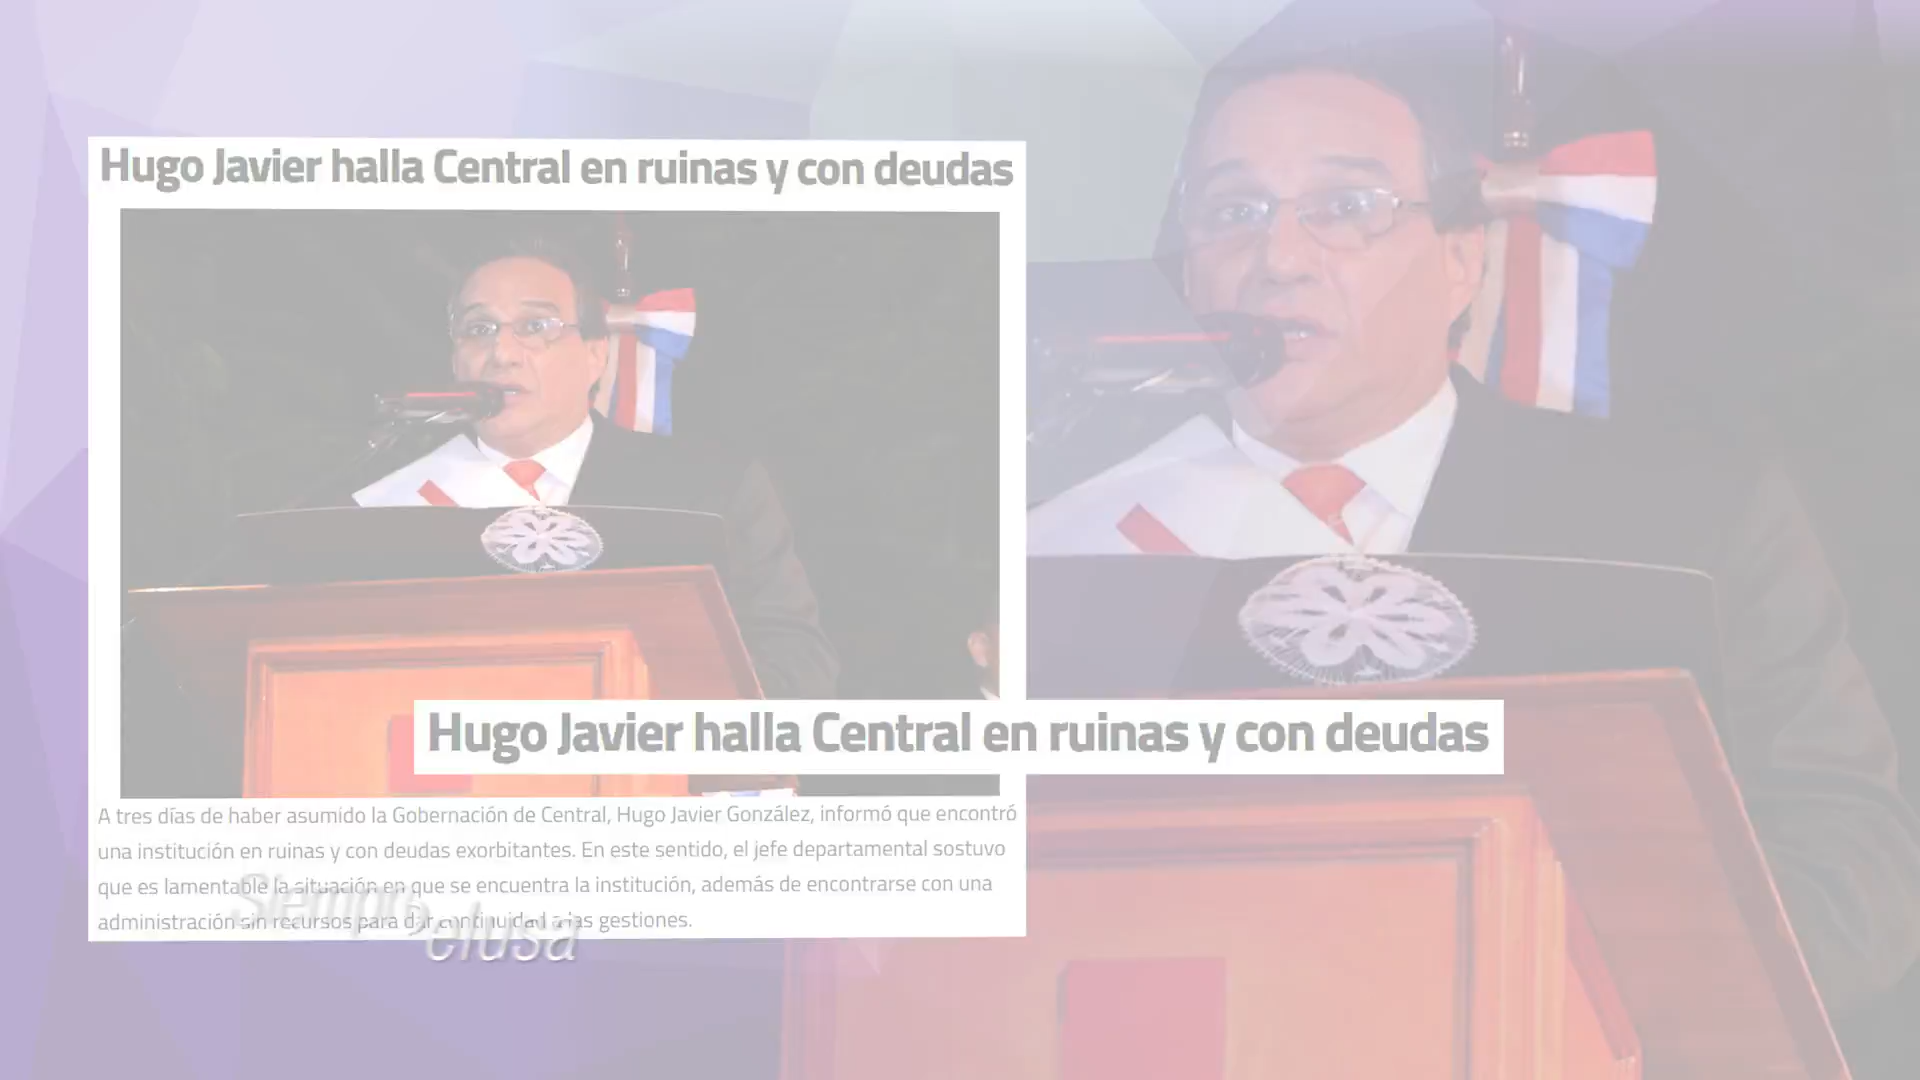 Hugo Javier halla Central en ruinas y con deudas
Hugo Javier halla Central en ruinas y con deudas
A tres días de haber asumido la Gobernación de Central, Hugo Javier González, informó que encontró
una institución en ruinas y con deudas exorbitantes. En este sentido, el jefe departamental sostuvo
que es lamentable la situación en que se encuentra la institución, además de encontrarse con una
administración sin recursos para dar continuidad a las gestiones.